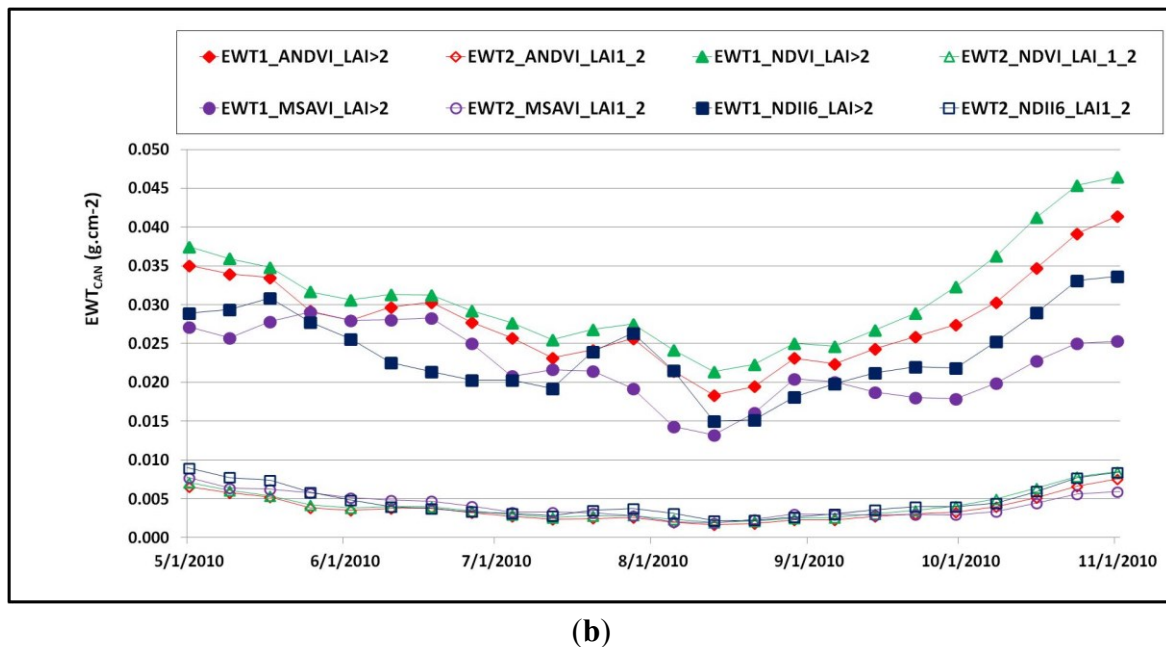 EWT1_ANDVI_LAI>2 EWT2_ANDVI_LAI1_2 EWT1_NDVI_LAI>2 EWT2_NDVI_LAI_1_2
EWT1_MSAVI_LAI>2 EWT2_MSAVI_LAI1_2 EWT1_NDII6_LAI>2 EWT2_NDII6_LAI1_2
EWT_CAN (g.cm-2)
0.050
0.045
0.040
0.035
0.030
0.025
0.020
0.015
0.010
0.005
0.000
5/1/2010 6/1/2010 7/1/2010 8/1/2010 9/1/2010 10/1/2010 11/1/2010
(b)